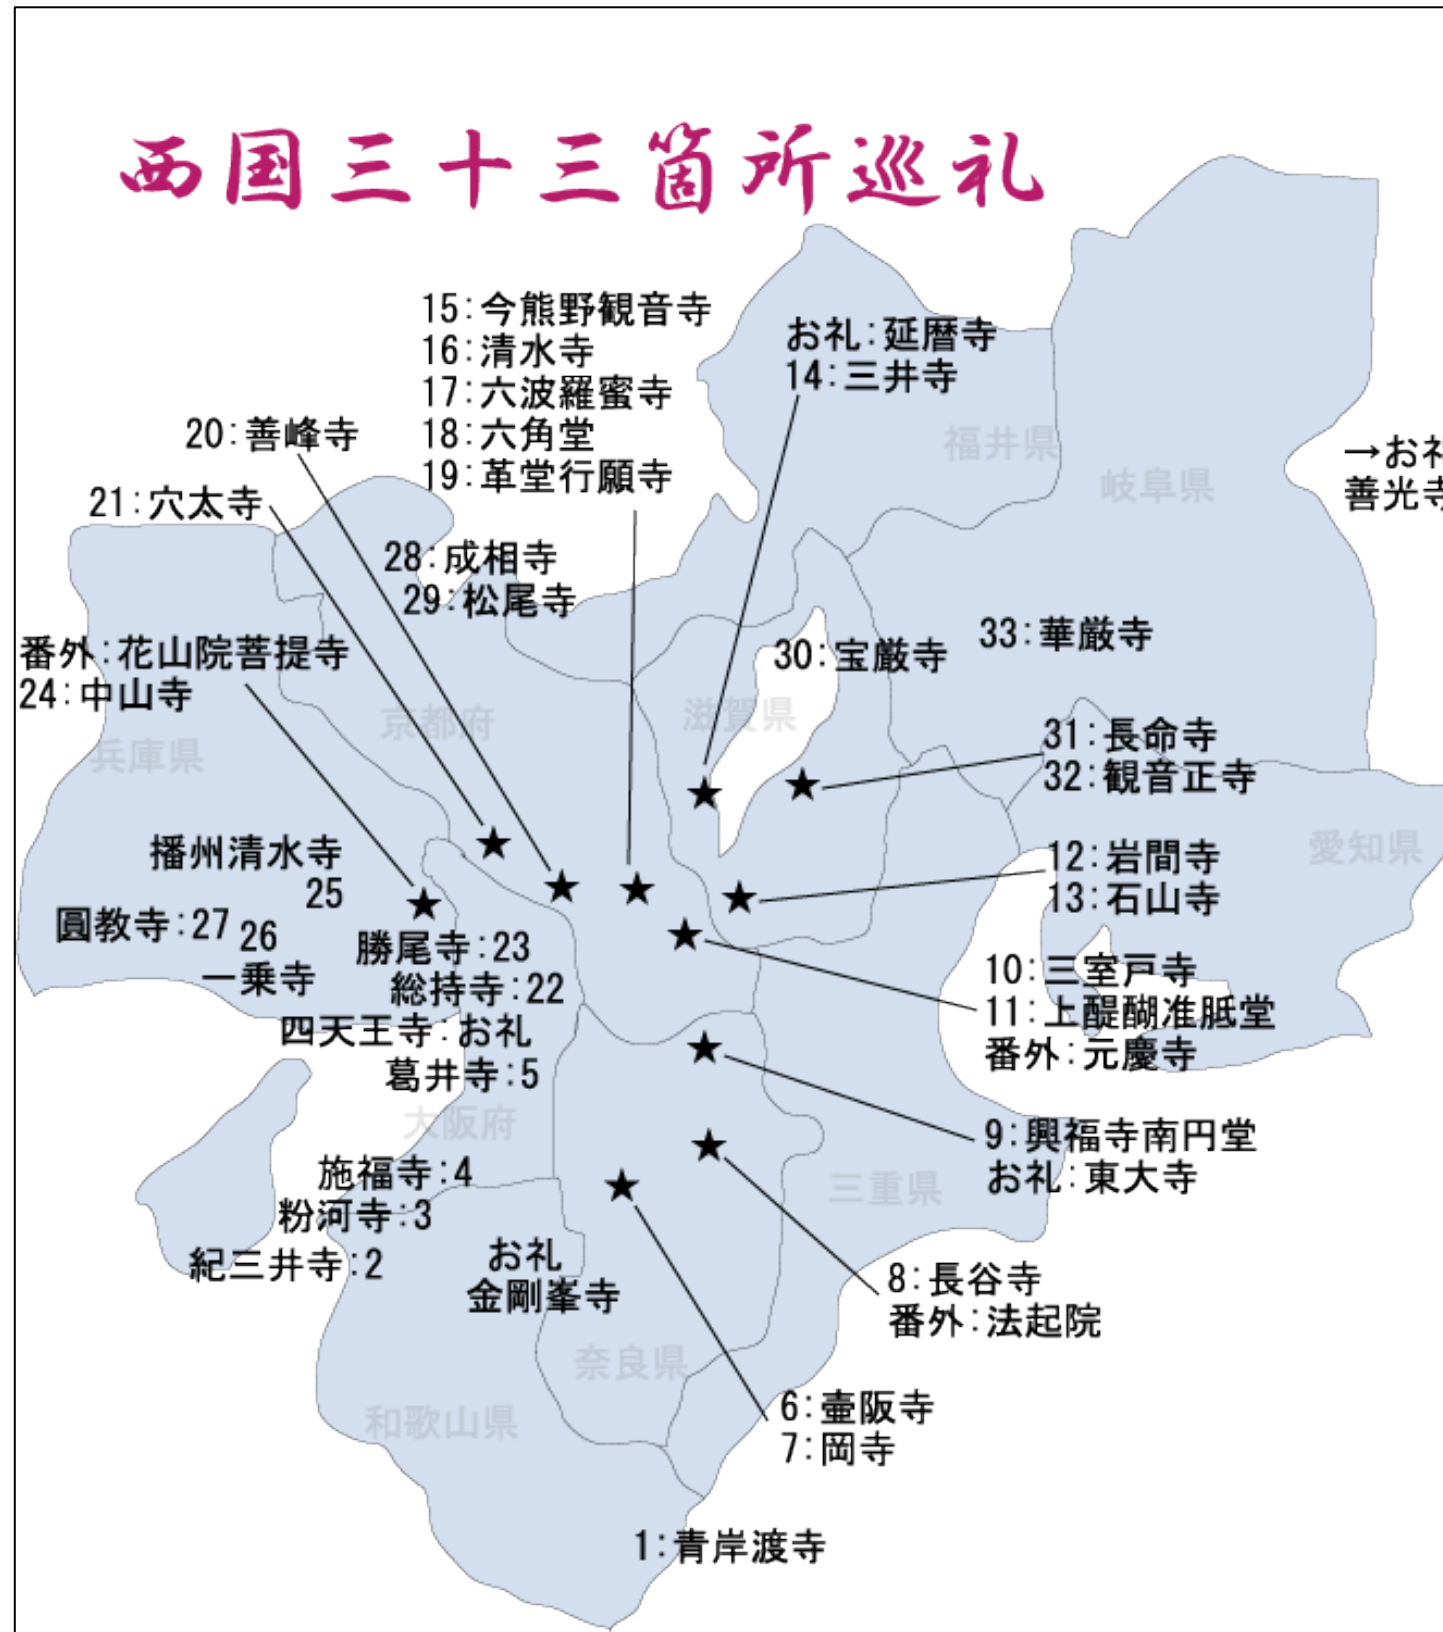 西国三十三箇所巡礼
15:今熊野観音寺
16:清水寺
17:六波羅蜜寺
18:六角堂
19:革堂行願寺
お礼:延暦寺
14:三井寺
20:善峰寺
21:穴太寺
福井県
岐阜県
→お礼
善光寺
28:成相寺
29:松尾寺
番外:花山院菩提寺
24:中山寺
30:宝厳寺
33:華厳寺
京都府
滋賀県
兵庫県
31:長命寺
32:観音正寺
愛知県
播州清水寺
25
12:岩間寺
13:石山寺
圓教寺:27
26
一乗寺
勝尾寺:23
総持寺:22
四天王寺:お礼
葛井寺:5
10:三室戸寺
11:上醍醐准胝堂
番外:元慶寺
大阪府
9:興福寺南円堂
お礼:東大寺
三重県
施福寺:4
粉河寺:3
紀三井寺:2
お礼
金剛峯寺
8:長谷寺
番外:法起院
奈良県
和歌山県
6:壷阪寺
7:岡寺
1:青岸渡寺